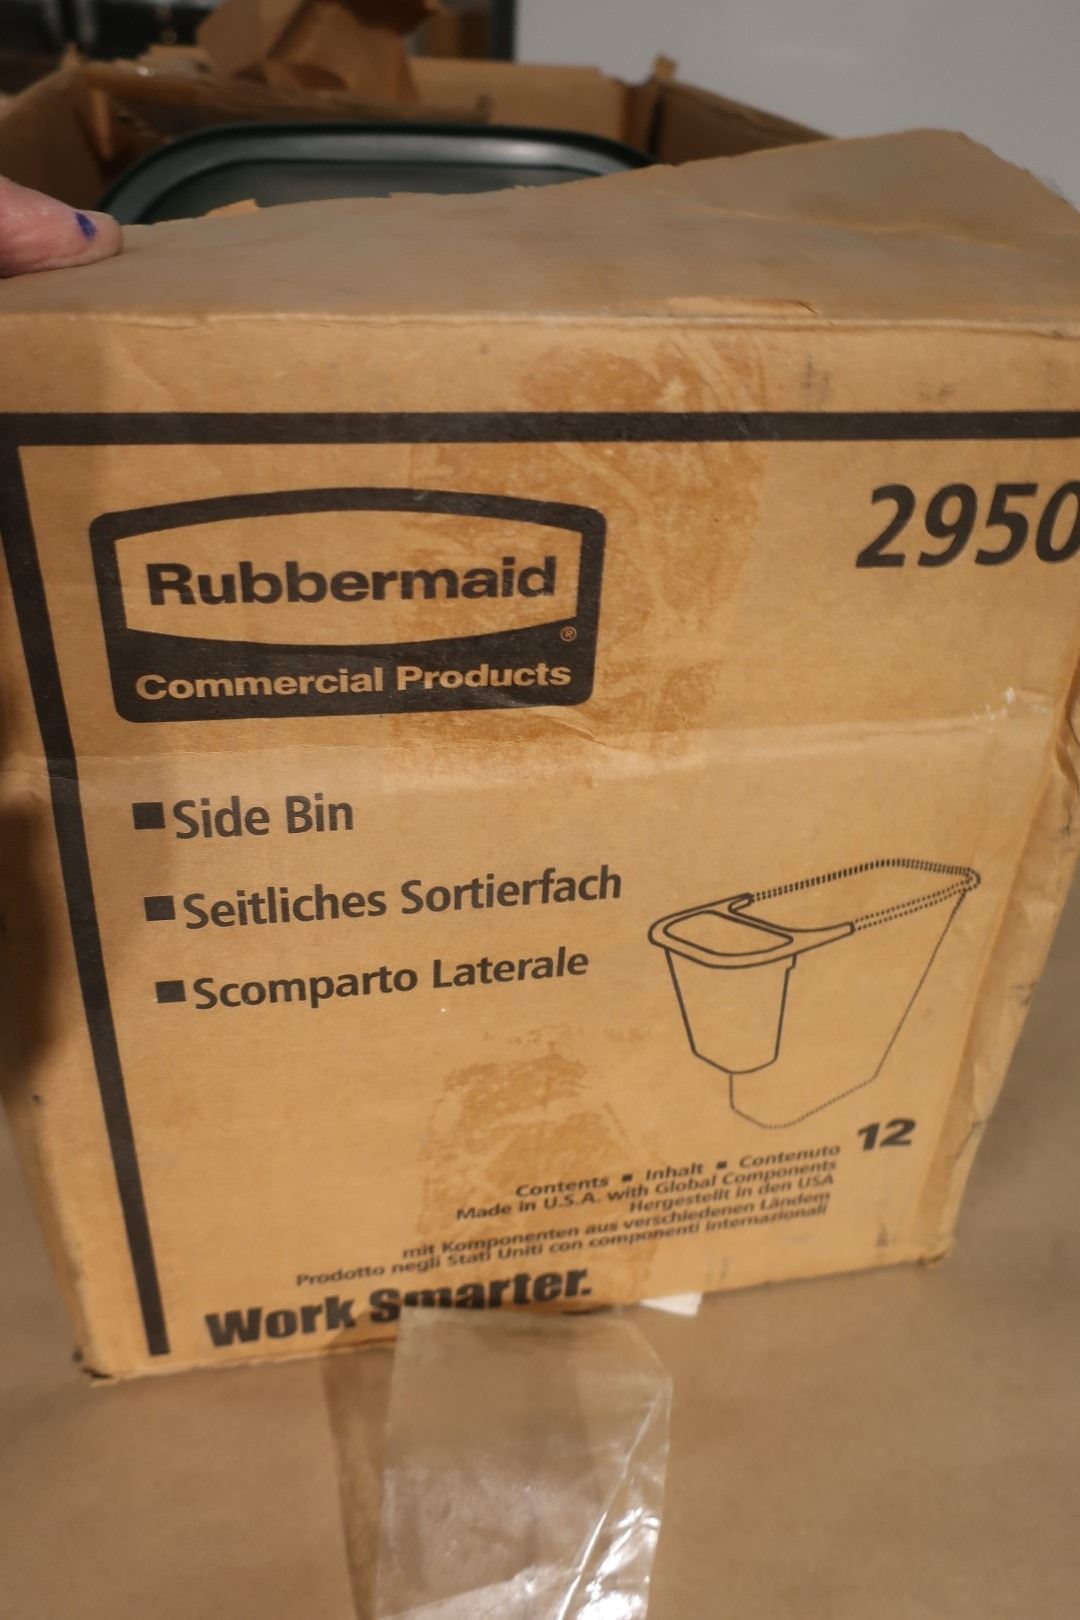 2950
Rubbermaid
®
Commercial Products
■ Side Bin
■ Seitliches Sortierfach
■ Scomparto Laterale
12
Contents ■ Inhalt ■ Contenuto
Made in U.S.A. with Global Components
Hergestellt in den USA
mit Komponenten aus verschiedenen Ländern
Prodotto negli Stati Uniti con componenti internazionali
Work Smarter.